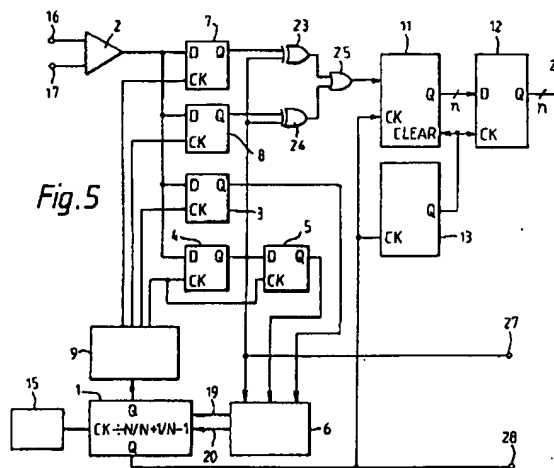 16
2
7
23
11
12
2
D Q
CK
25
17
Q
n
D Q
n
CK
CLEAR
CK
D Q
CK
8
24
Fig.5
D Q
CK
3
Q
CK
13
4
5
D Q
CK
D Q
CK
9
27
15
1
Q
CK÷N/N+1/N-1
Q
19
20
6
28